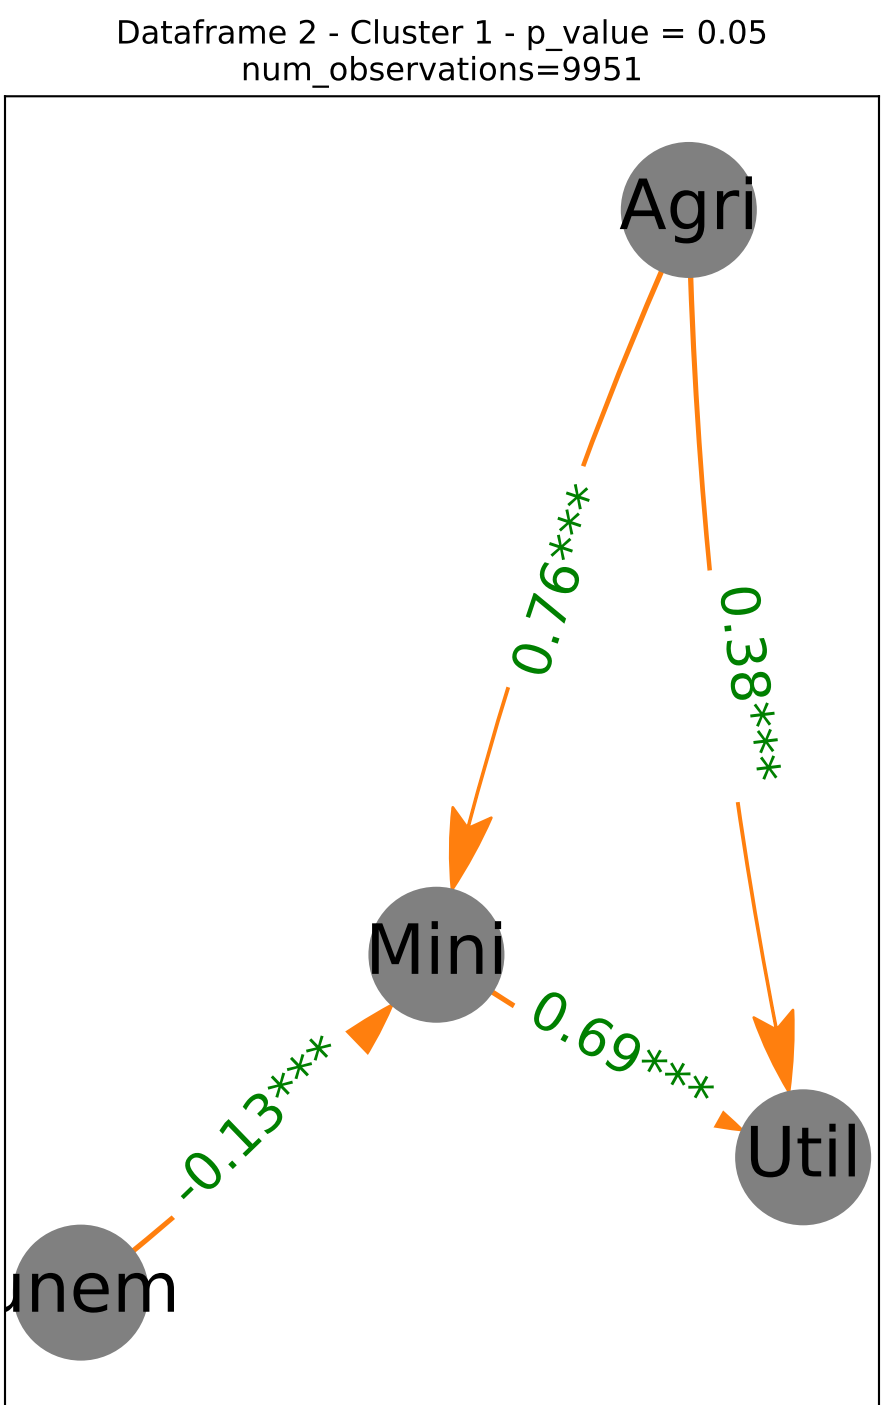 Dataframe 2 - Cluster 1 - p_value = 0.05
num_observations=9951
Agri
0.76***
0.38***
Mini
0.69***
-0.13***
Util
unem